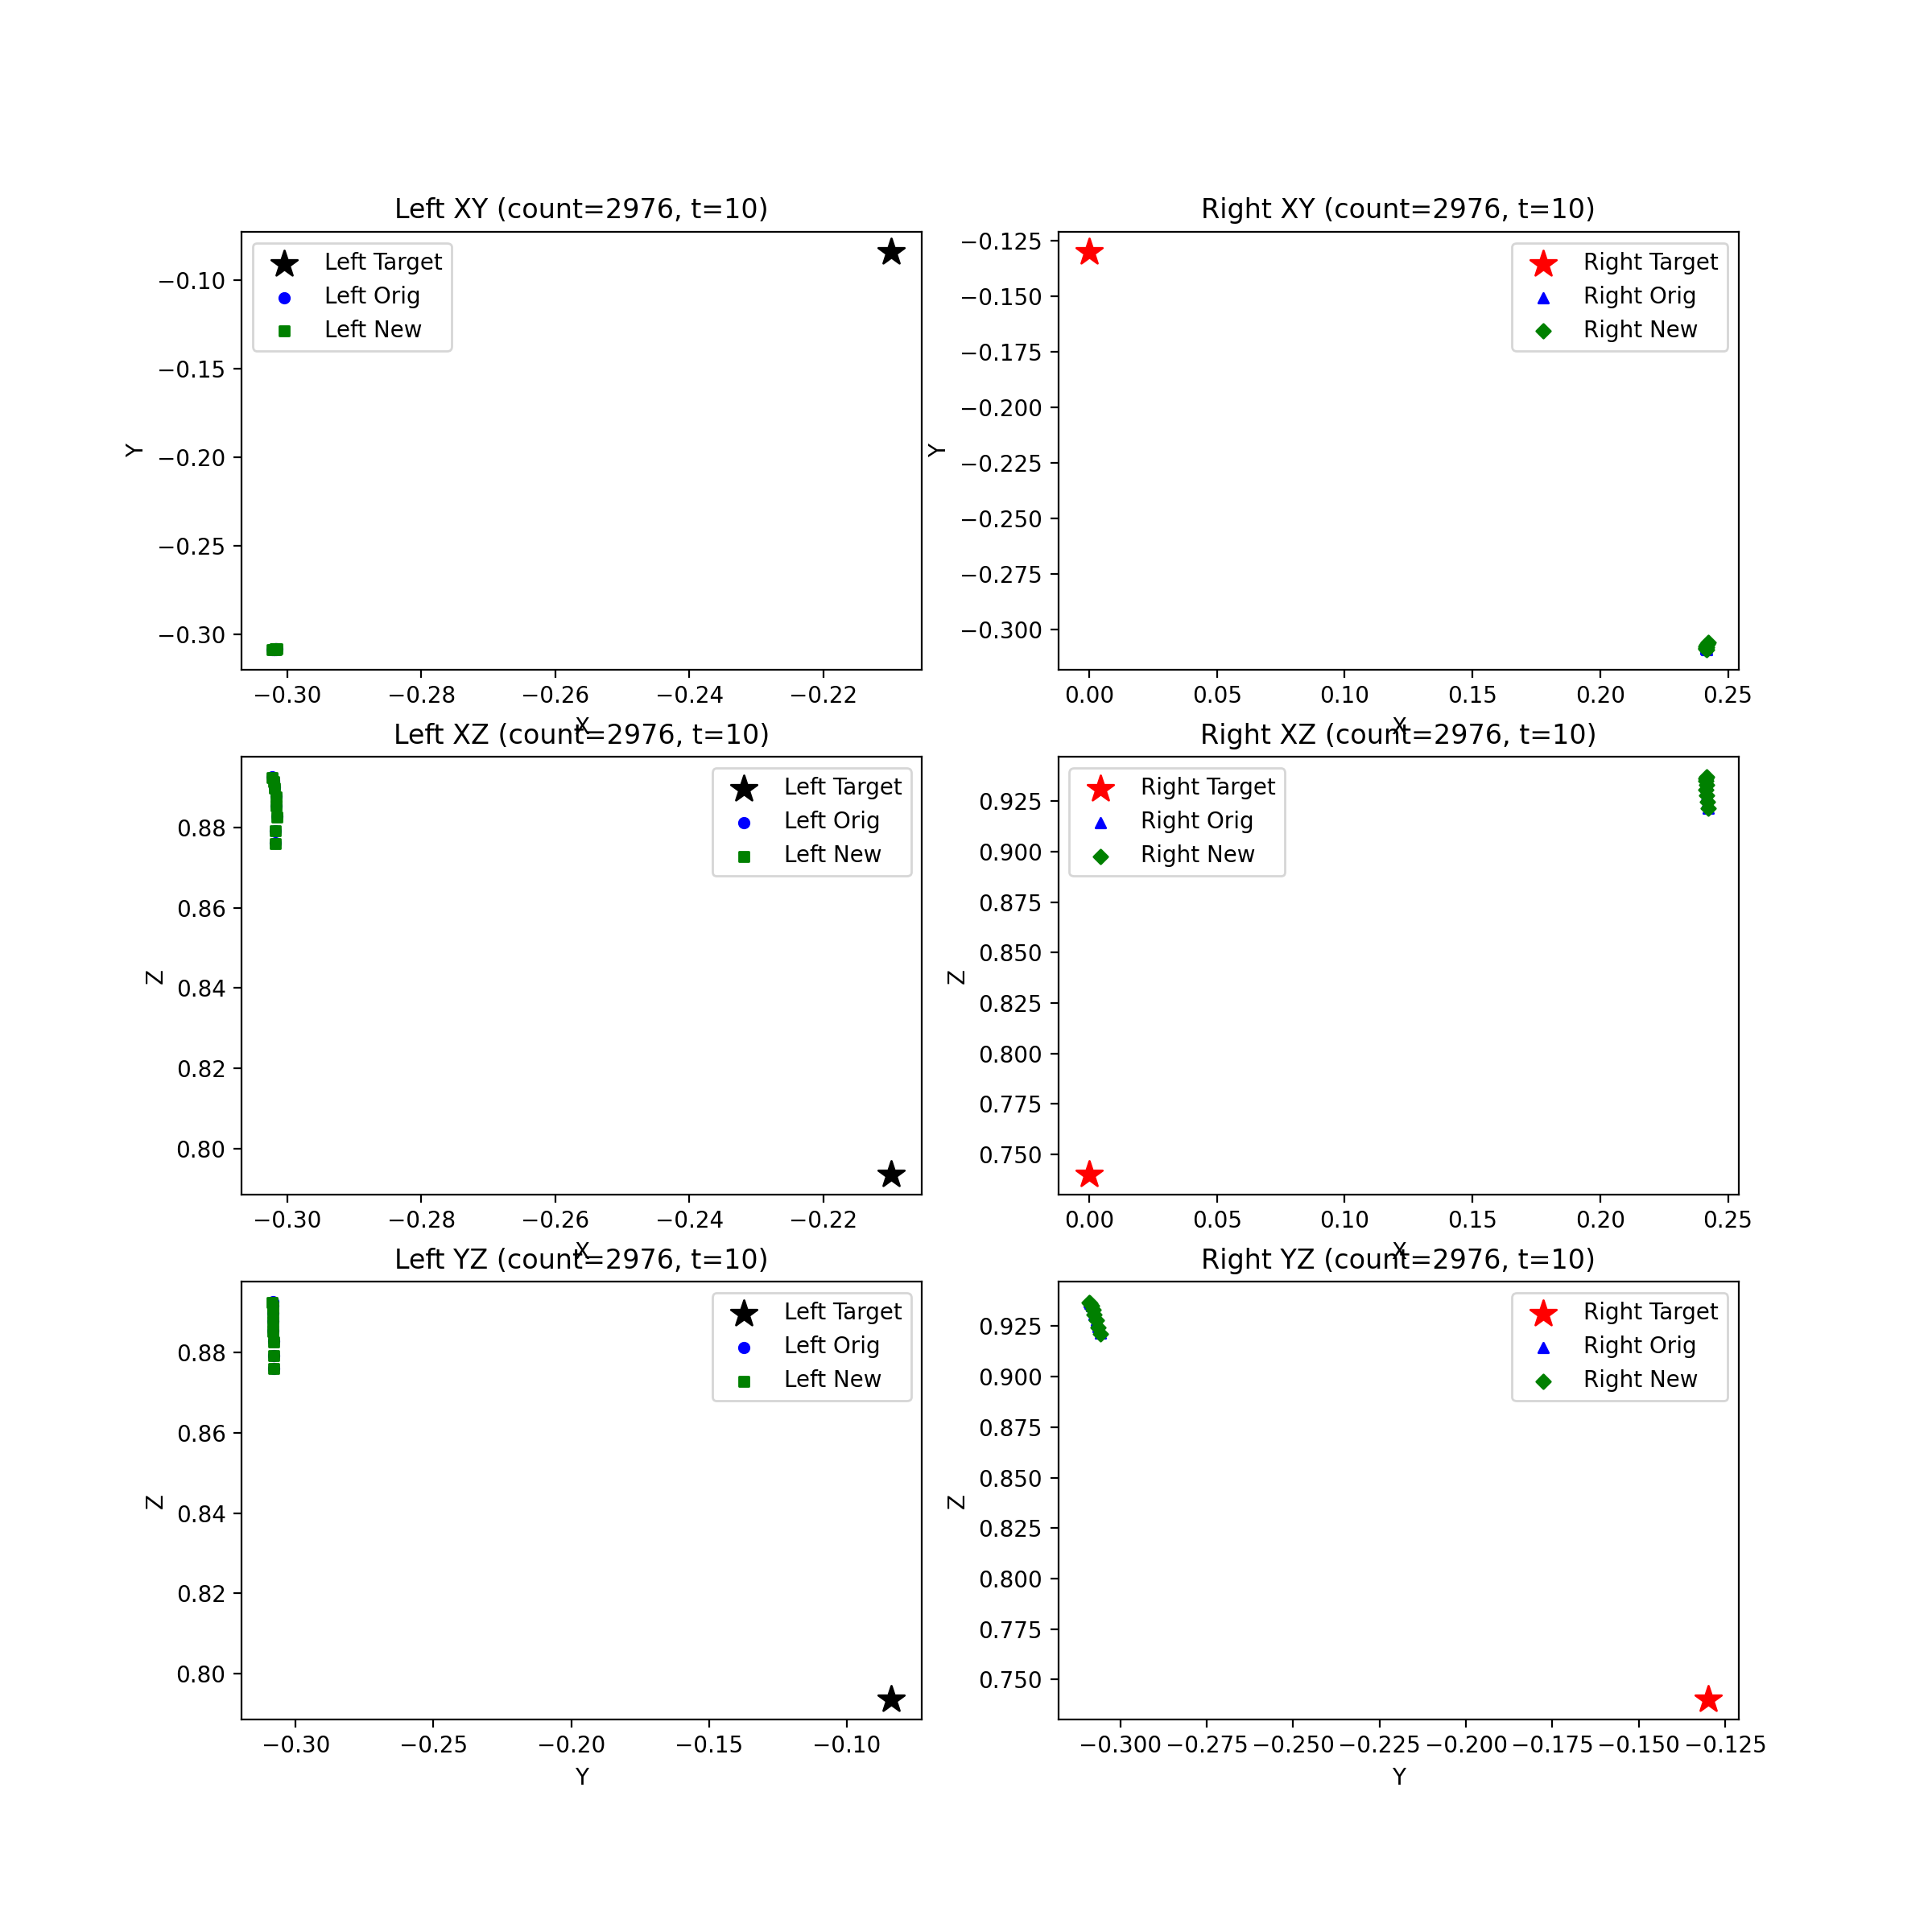 Left XY (count=2976, t=10)
Left Target
Left Orig
Left New
−0.10
−0.15
−0.20
−0.25
−0.30
Y
−0.30 −0.28 −0.26 −0.24 −0.22
X
Right XY (count=2976, t=10)
Right Target
Right Orig
Right New
−0.125
−0.150
−0.175
−0.200
−0.225
−0.250
−0.275
−0.300
Y
0.00 0.05 0.10 0.15 0.20 0.25
X
Left XZ (count=2976, t=10)
Left Target
Left Orig
Left New
0.88
0.86
0.84
0.82
0.80
Z
−0.30 −0.28 −0.26 −0.24 −0.22
X
Right XZ (count=2976, t=10)
Right Target
Right Orig
Right New
0.925
0.900
0.875
0.850
0.825
0.800
0.775
0.750
Z
0.00 0.05 0.10 0.15 0.20 0.25
X
Left YZ (count=2976, t=10)
Left Target
Left Orig
Left New
0.88
0.86
0.84
0.82
0.80
Z
−0.30 −0.25 −0.20 −0.15 −0.10
Y
Right YZ (count=2976, t=10)
Right Target
Right Orig
Right New
0.925
0.900
0.875
0.850
0.825
0.800
0.775
0.750
Z
−0.300 −0.275 −0.250 −0.225 −0.200 −0.175 −0.150 −0.125
Y